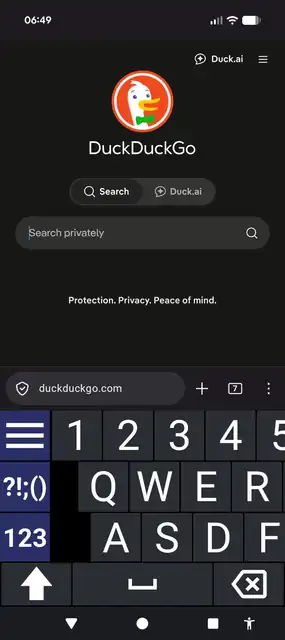 06:49
Duck.ai
DuckDuckGo
Search Duck.ai
Search privately
Protection. Privacy. Peace of mind.
duckduckgo.com 7
1 2 3 4 5
?!;() Q W E R
123 A S D F